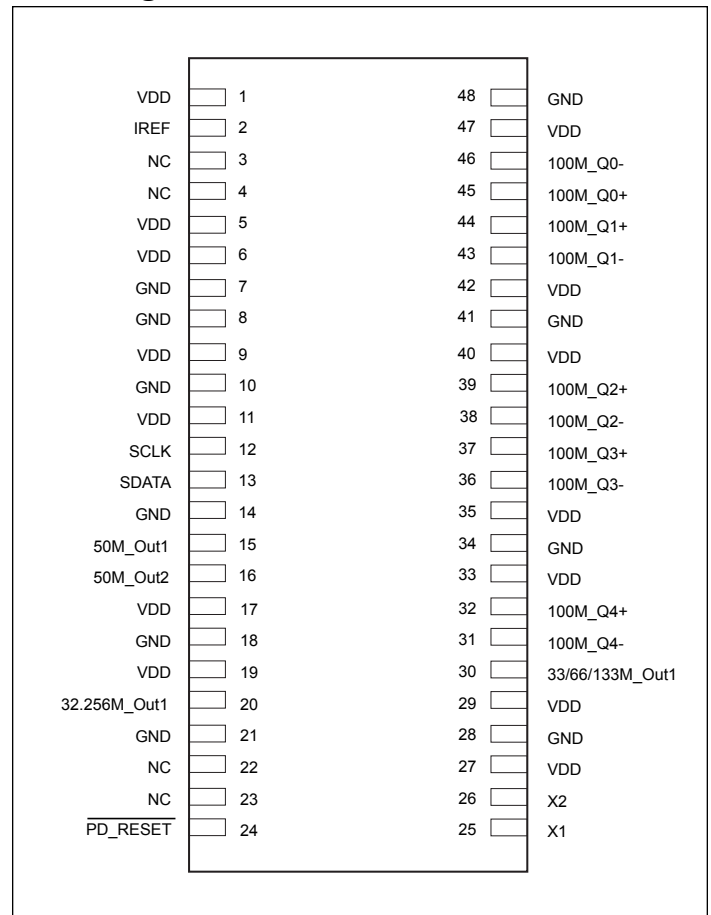 VDD 1 48 GND
IREF 2 47 VDD
NC 3 46 100M_Q0-
NC 4 45 100M_Q0+
VDD 5 44 100M_Q1+
VDD 6 43 100M_Q1-
GND 7 42 VDD
GND 8 41 GND
VDD 9 40 VDD
GND 10 39 100M_Q2+
VDD 11 38 100M_Q2-
SCLK 12 37 100M_Q3+
SDATA 13 36 100M_Q3-
GND 14 35 VDD
50M_Out1 15 34 GND
50M_Out2 16 33 VDD
VDD 17 32 100M_Q4+
GND 18 31 100M_Q4-
VDD 19 30 33/66/133M_Out1
32.256M_Out1 20 29 VDD
GND 21 28 GND
NC 22 27 VDD
NC 23 26 X2
PD_RESET 24 25 X1